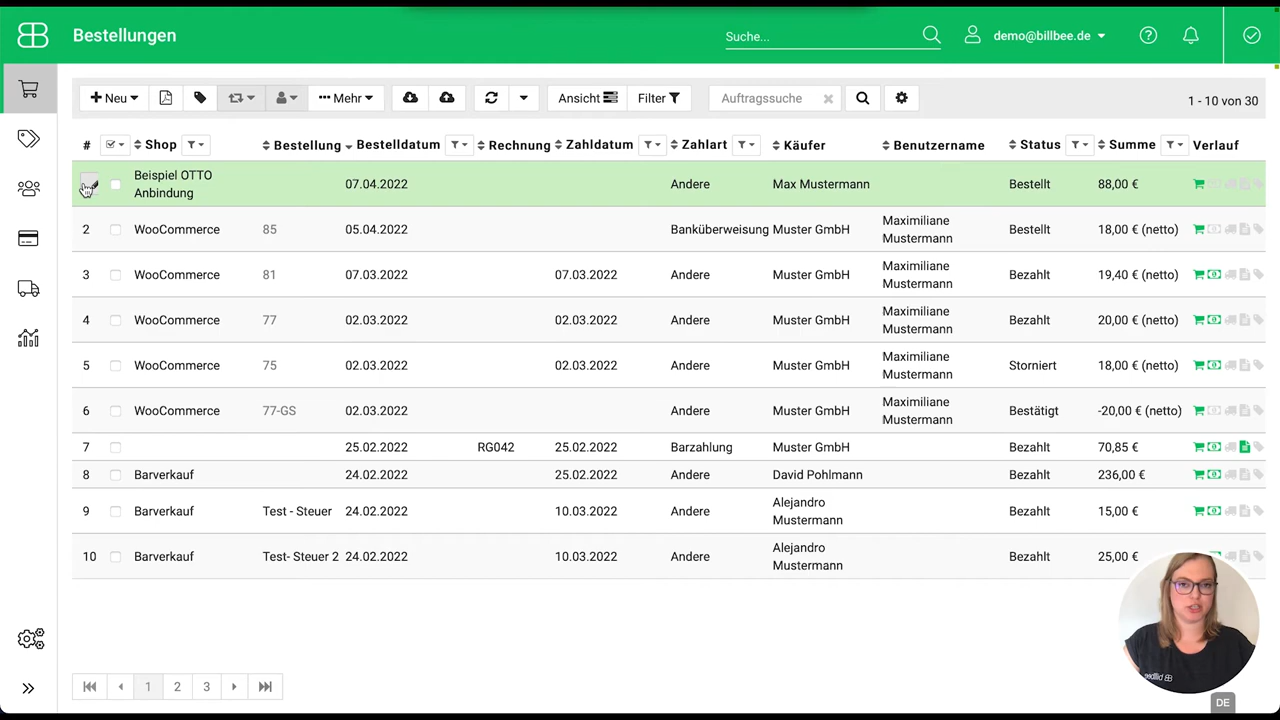 Bestellungen
Suche...
demo@billbee.de
Neu
Mehr
Ansicht
Filter
Auftragssuche
1 - 10 von 30
# Shop Bestellung Bestelldatum Rechnung Zahldatum Zahlart Käufer Benutzername Status Summe Verlauf
Beispiel OTTO
Anbindung 07.04.2022 Andere Max Mustermann Bestellt 88,00 €
2 WooCommerce 85 05.04.2022 Banküberweisung Muster GmbH Maximiliane
Mustermann Bestellt 18,00 € (netto)
3 WooCommerce 81 07.03.2022 07.03.2022 Andere Muster GmbH Maximiliane
Mustermann Bezahlt 19,40 € (netto)
4 WooCommerce 77 02.03.2022 02.03.2022 Andere Muster GmbH Maximiliane
Mustermann Bezahlt 20,00 € (netto)
5 WooCommerce 75 02.03.2022 02.03.2022 Andere Muster GmbH Maximiliane
Mustermann Storniert 18,00 € (netto)
6 WooCommerce 77-GS 02.03.2022 Andere Muster GmbH Maximiliane
Mustermann Bestätigt -20,00 € (netto)
7 25.02.2022 RG042 25.02.2022 Barzahlung Muster GmbH Bezahlt 70,85 €
8 Barverkauf 24.02.2022 25.02.2022 Andere David Pohlmann Bezahlt 236,00 €
9 Barverkauf Test - Steuer 24.02.2022 10.03.2022 Andere Alejandro
Mustermann Bezahlt 15,00 €
10 Barverkauf Test- Steuer 2 24.02.2022 10.03.2022 Andere Alejandro
Mustermann Bezahlt 25,00 €
1 2 3
DE